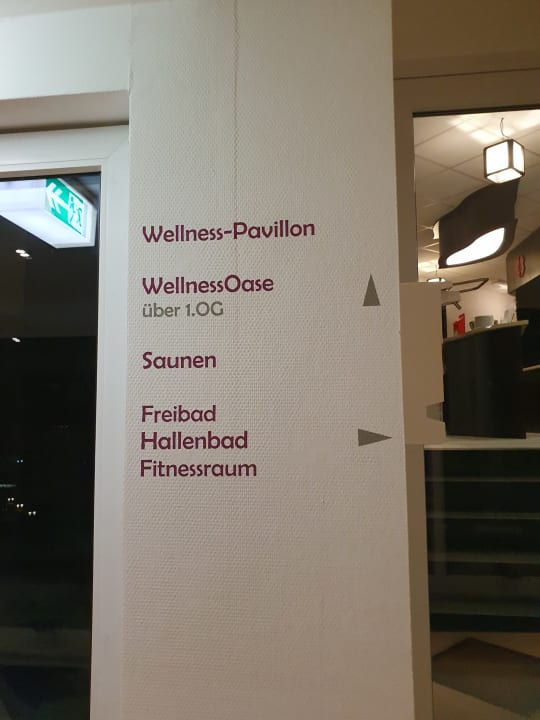 Wellness-Pavillon
WellnessOase
über 1.OG
Saunen
Freibad
Hallenbad
Fitnessraum